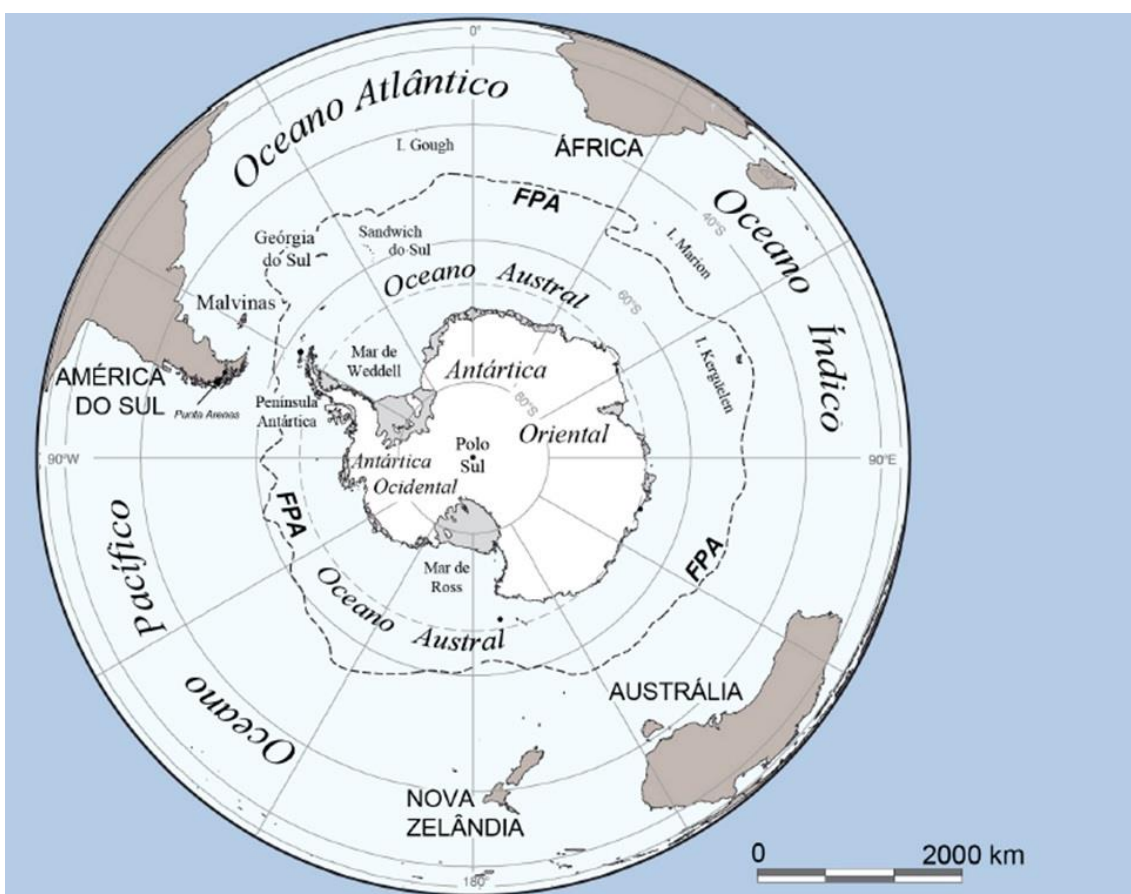 0°
Oceano Atlântico
I. Gough
ÁFRICA
FPA
Oceano
Índico
40°S
I. Marion
Geórgia
do Sul
Sandwich
do Sul
Oceano Austral
60°S
Malvinas
I. Kergüelen
Mar de
Weddell
AMÉRICA
DO SUL
Punta Arenas
Península
Antártica
Antártica
Oriental
80°S
90°W
Polo
Sul
90°E
Antártica
Ocidental
FPA
FPA
Mar de
Ross
Oceano Austral
Pacífico
Oceano
AUSTRÁLIA
NOVA
ZELÂNDIA
180°
0 2000 km